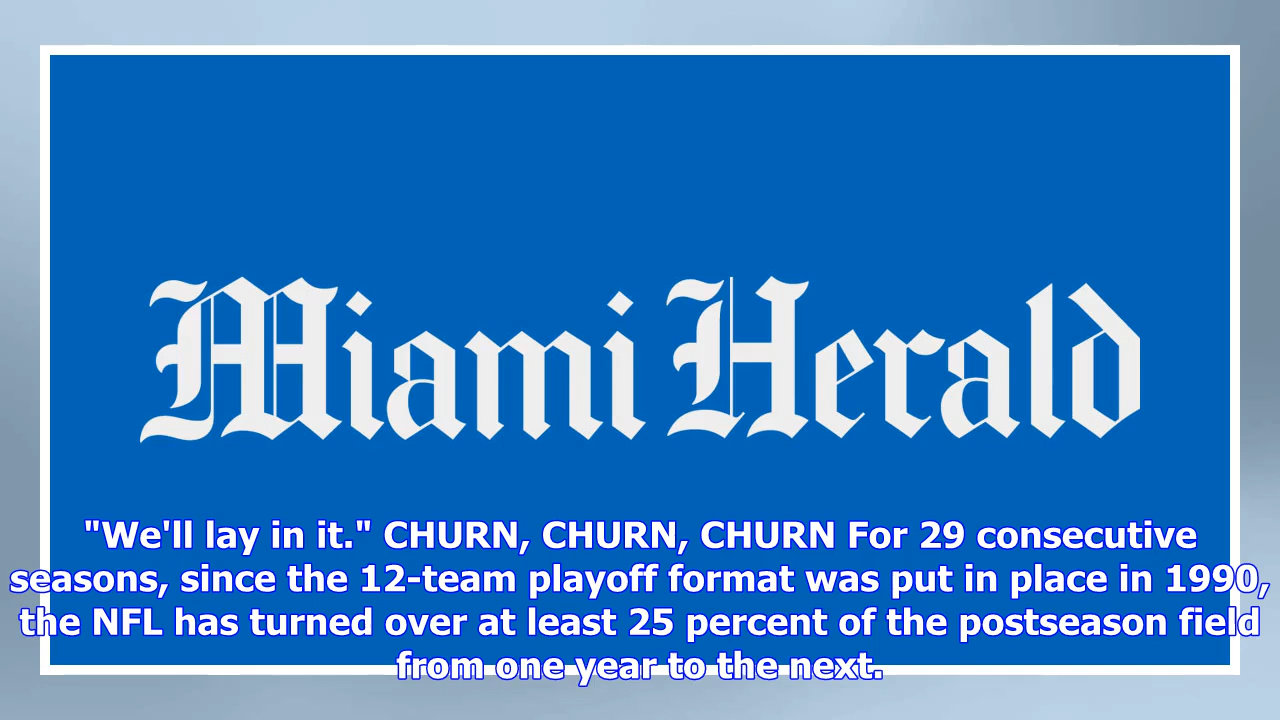 Miami Herald
"We'll lay in it." CHURN, CHURN, CHURN For 29 consecutive
seasons, since the 12-team playoff format was put in place in 1990,
the NFL has turned over at least 25 percent of the postseason field
from one year to the next.